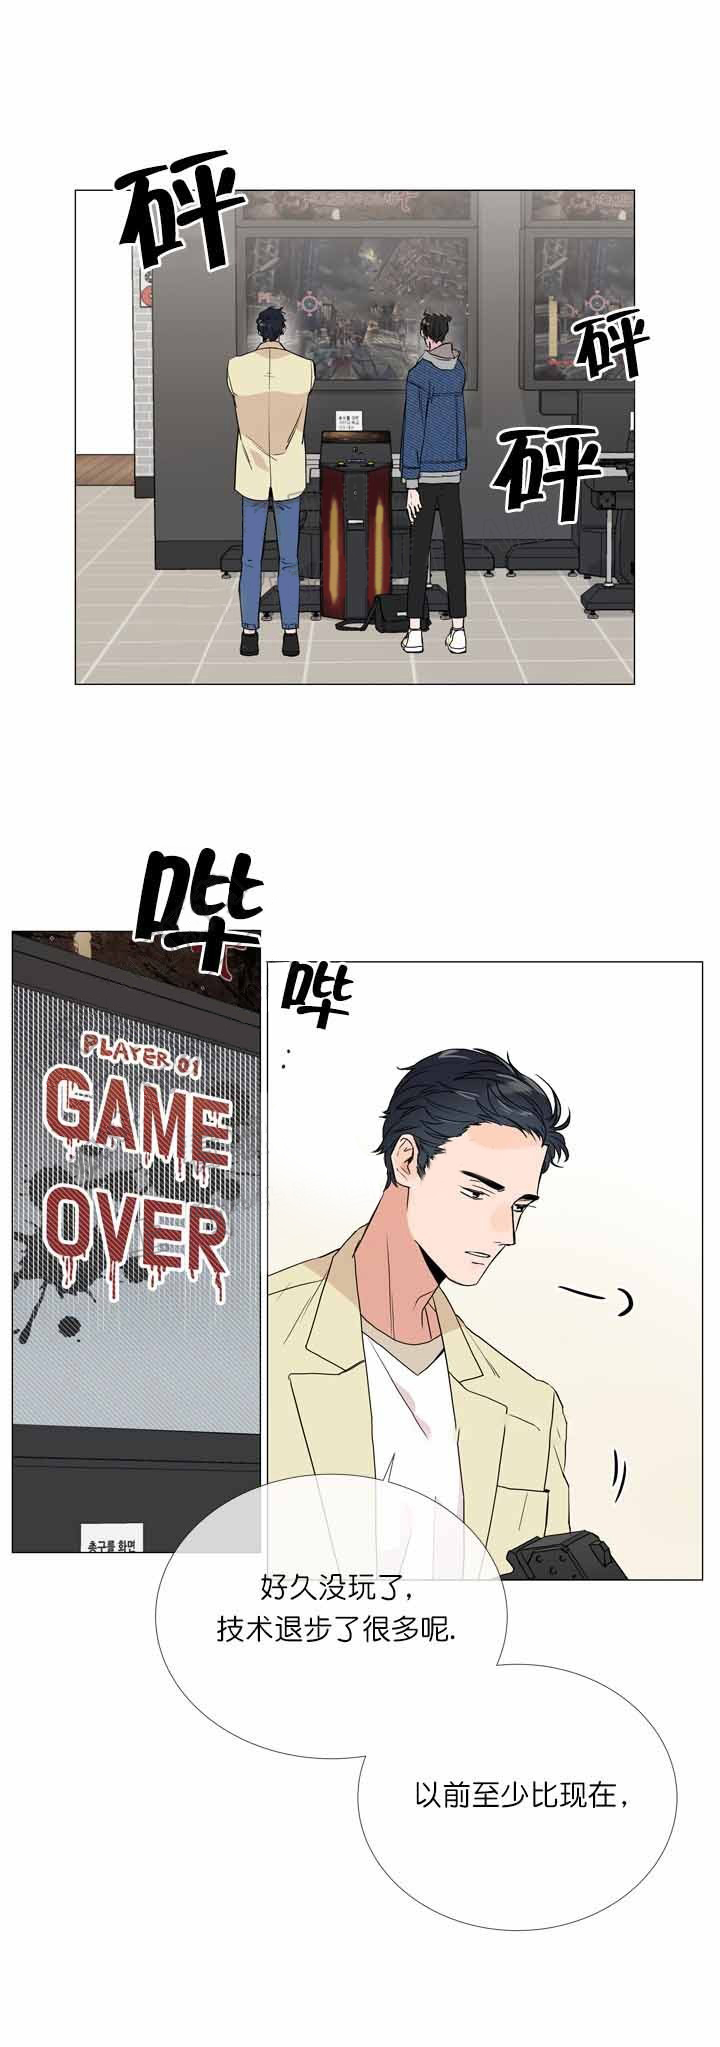 砰
砰
砰
哔
哔
PLAYER 01
GAME
OVER
총구를 화면
好久没玩了,
技术退步了很多呢.
以前至少比现在,